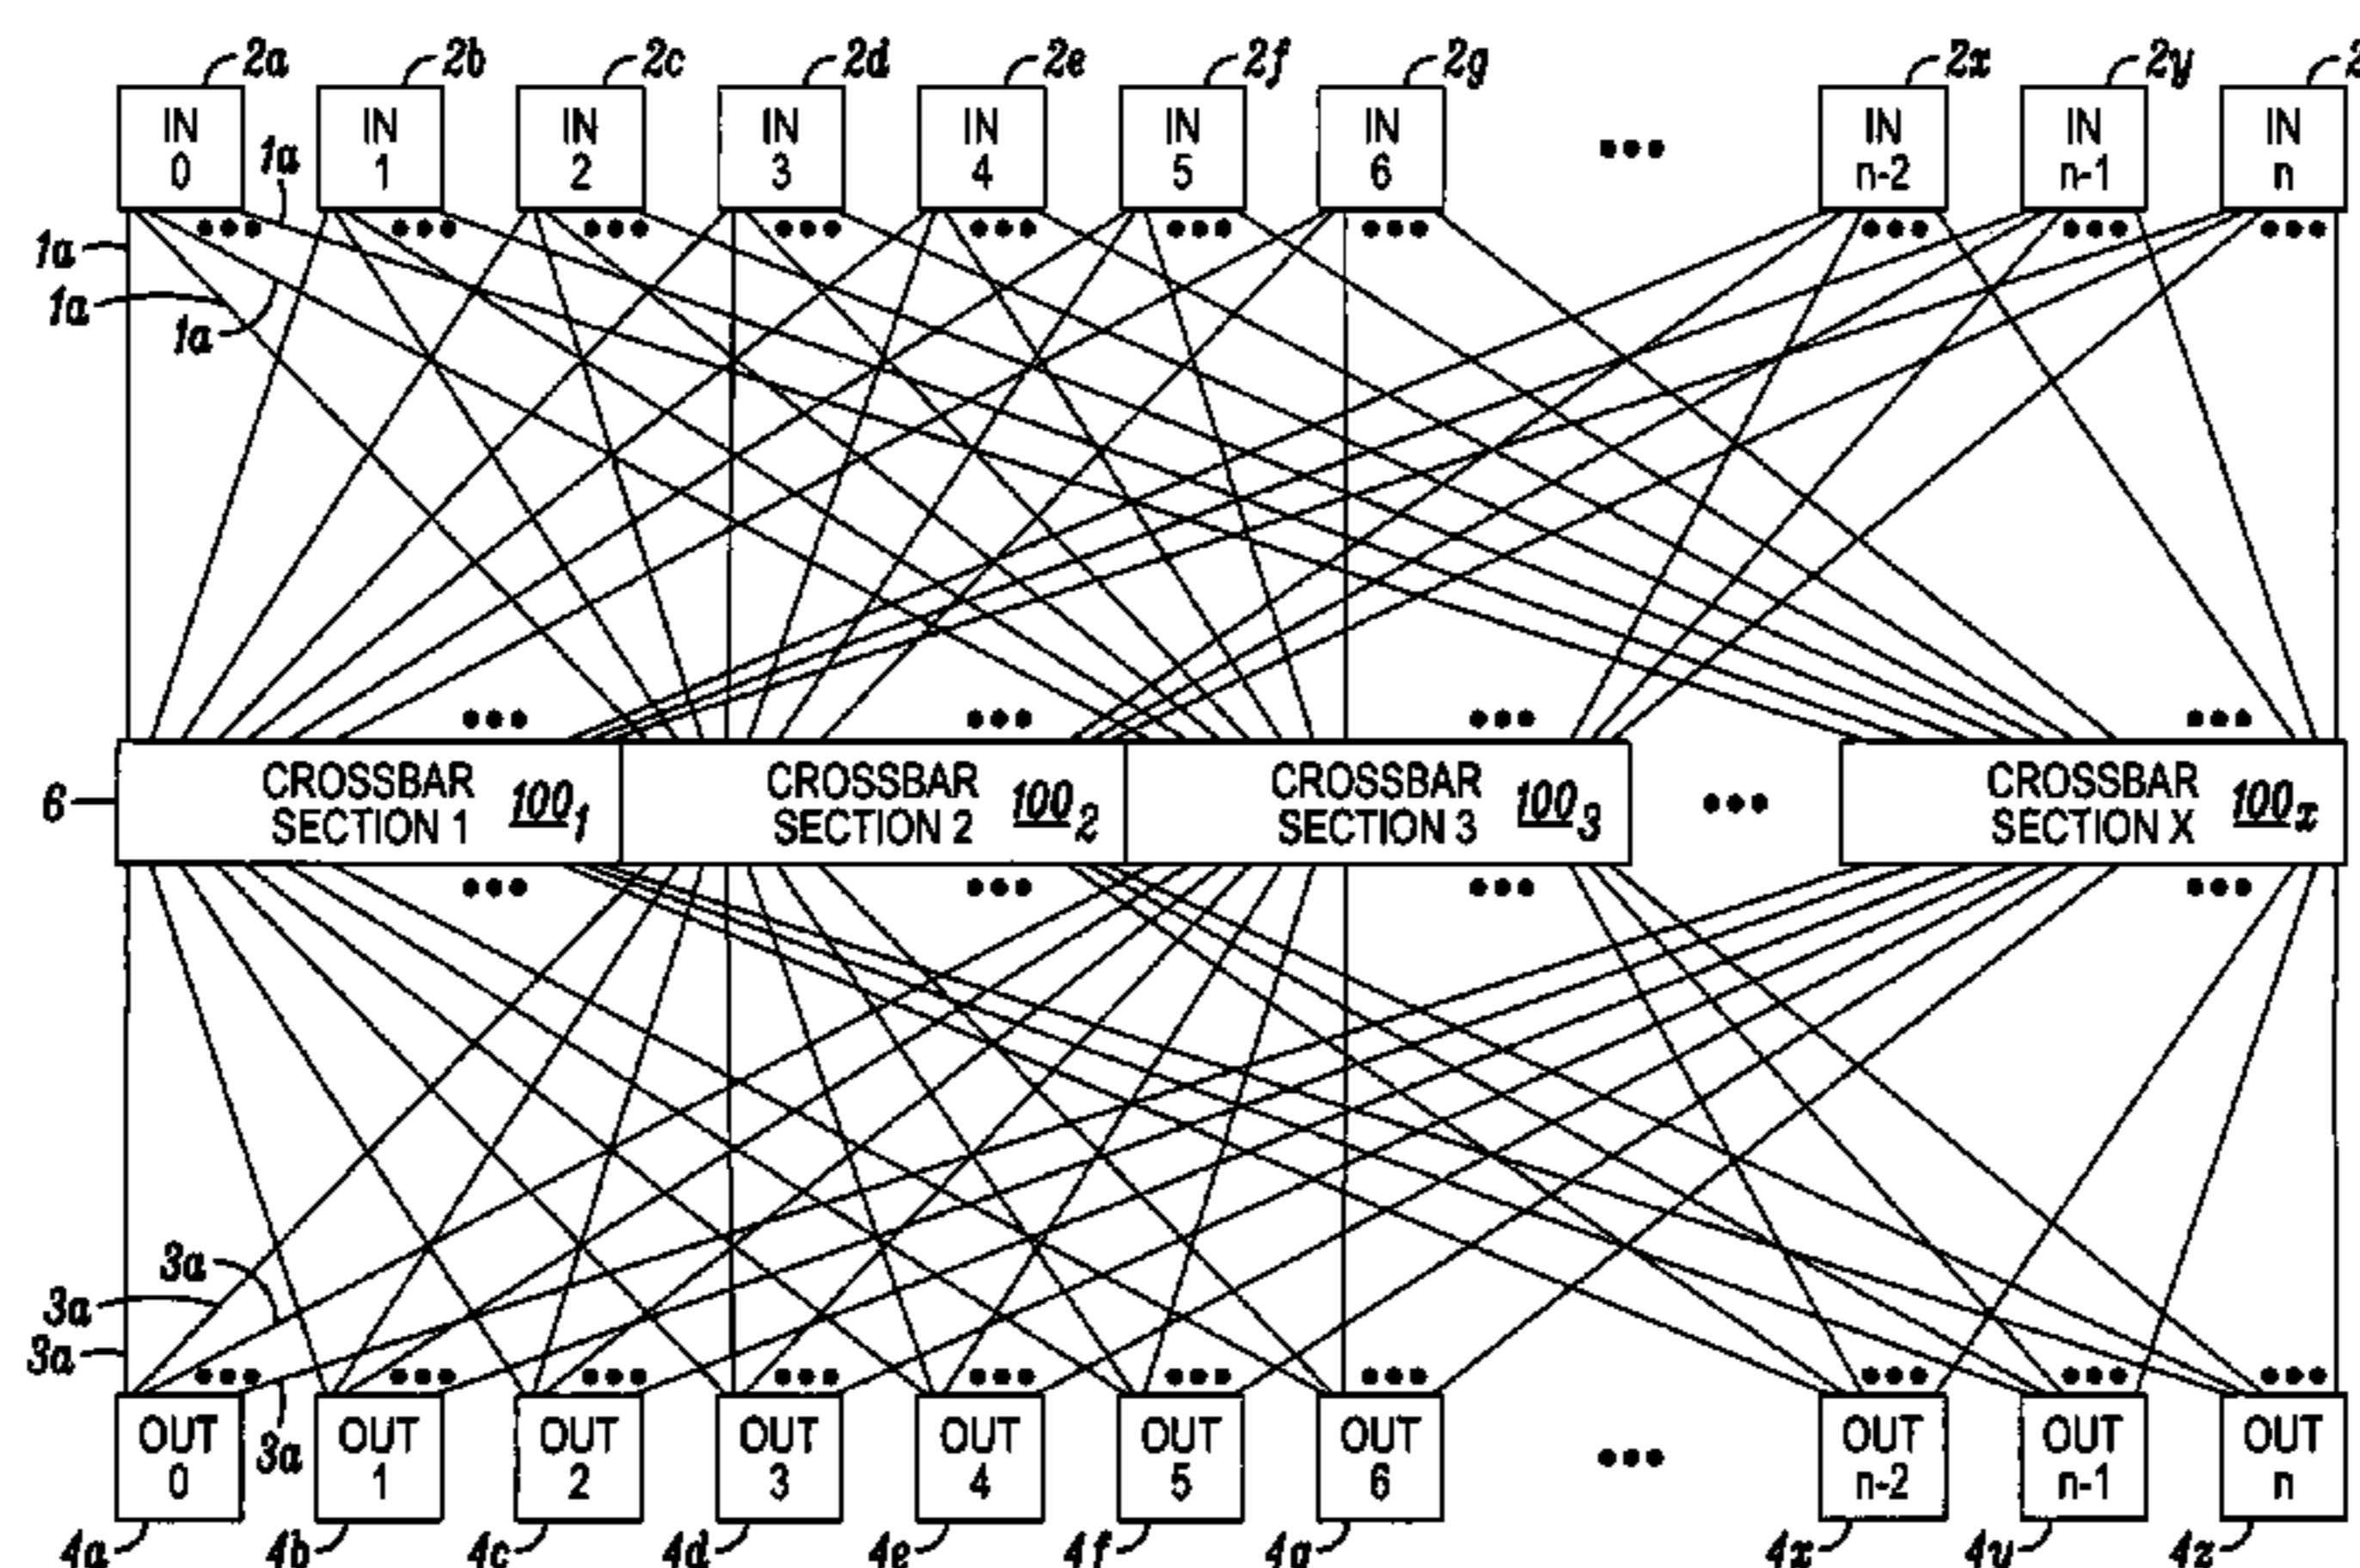 2a 2b 2c 2d 2e 2f 2g 2x 2y 2
IN IN IN IN IN IN IN ••• IN IN IN
0 1 2 3 4 5 6 n-2 n-1 n
1a
••• ••• ••• ••• ••• ••• ••• ••• ••• •••
1a
1a
1a
••• ••• ••• •••
6 CROSSBAR SECTION 1 100₁
CROSSBAR SECTION 2 100₂
CROSSBAR SECTION 3 100₃
•••
CROSSBAR SECTION X 100ₓ
••• ••• ••• •••
3a
3a
3a
••• ••• ••• ••• ••• ••• ••• ••• ••• •••
3a
OUT OUT OUT OUT OUT OUT OUT ••• OUT OUT OUT
0 1 2 3 4 5 6 n-2 n-1 n
4a 4b 4c 4d 4e 4f 4g 4x 4y 4z